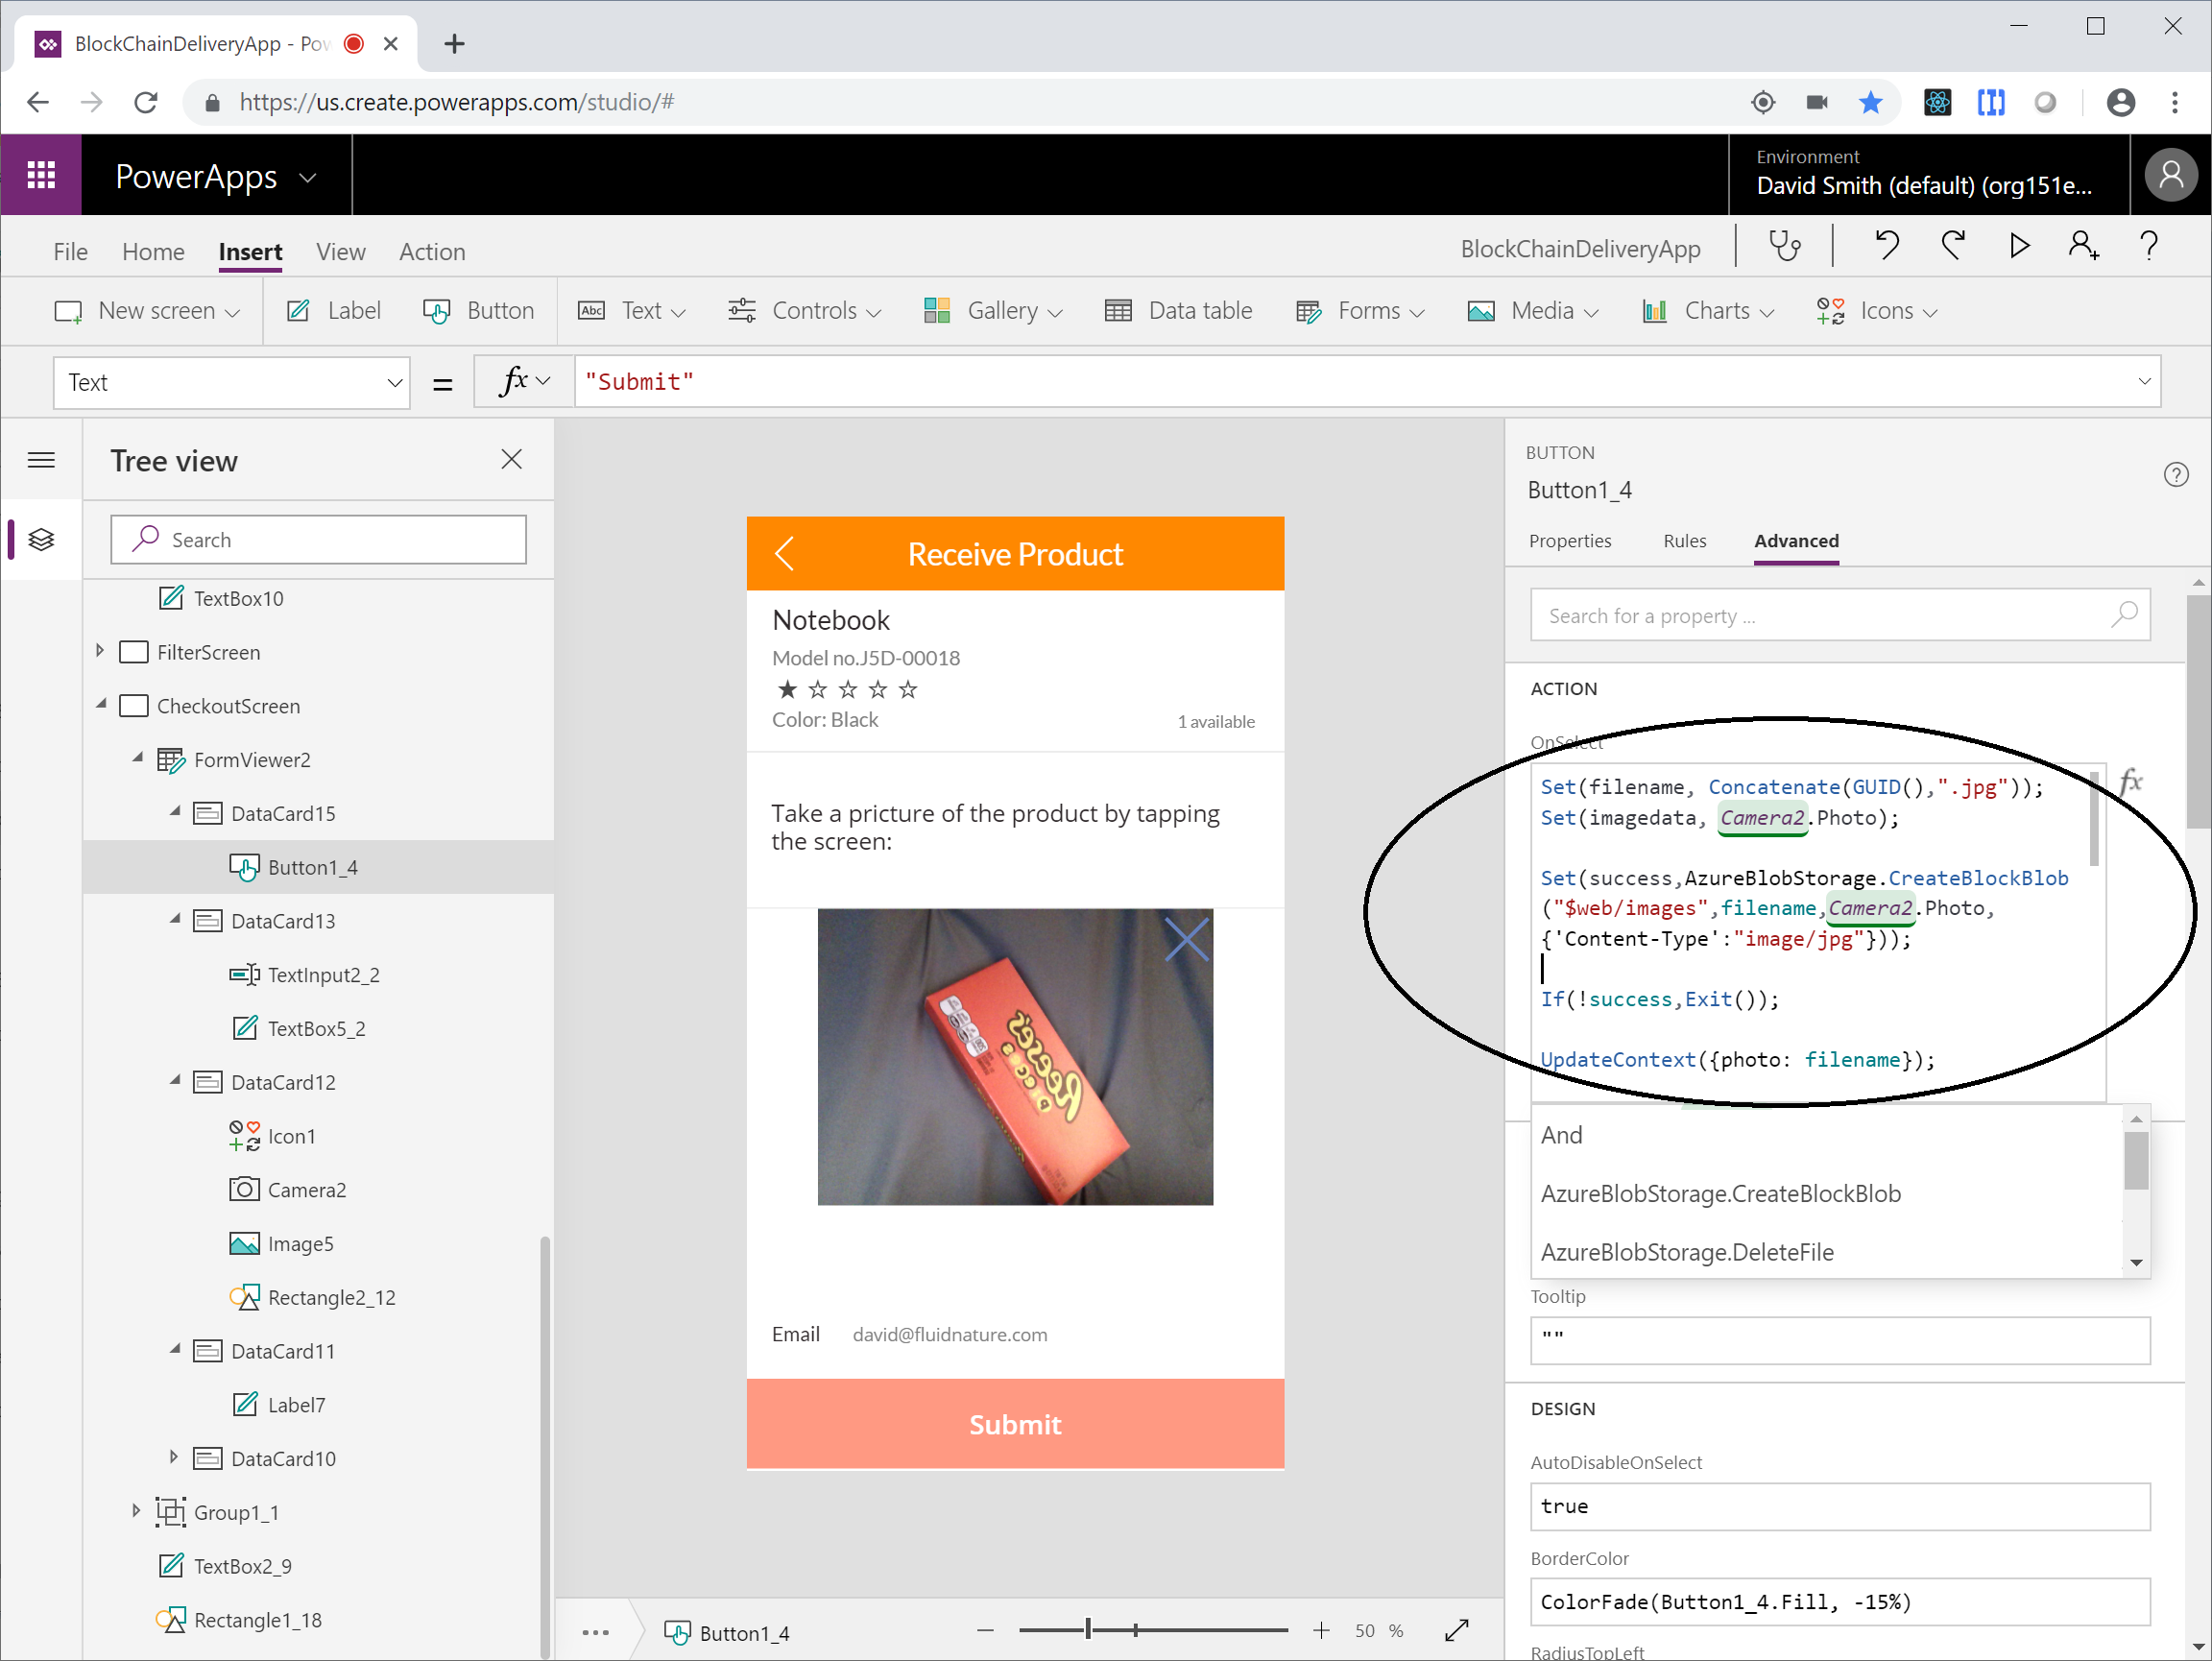 BlockChainDeliveryApp - Pow
https://us.create.powerapps.com/studio/#
PowerApps
Environment
David Smith (default) (org151e...
File Home Insert View Action
BlockChainDeliveryApp
New screen Label Button Text Controls Gallery Data table Forms Media Charts Icons
Abc
Text = fx "Submit"
Tree view
Search
TextBox10
FilterScreen
CheckoutScreen
FormViewer2
DataCard15
Button1_4
DataCard13
TextInput2_2
TextBox5_2
DataCard12
Icon1
Camera2
Image5
Rectangle2_12
DataCard11
Label7
DataCard10
Group1_1
TextBox2_9
Rectangle1_18
Receive Product
Notebook
Model no.J5D-00018
Color: Black
1 available
Take a pricture of the product by tapping
the screen:
Reese's
Pieces
Email david@fluidnature.com
Submit
Button1_4
50 %
BUTTON
Button1_4
Properties Rules Advanced
Search for a property ...
ACTION
OnSelect
Set(filename, Concatenate(GUID(),".jpg"));
Set(imagedata, Camera2.Photo);
Set(success,AzureBlobStorage.CreateBlockBlob
("$web/images",filename,Camera2.Photo,
{'Content-Type':"image/jpg"}));
If(!success,Exit());
UpdateContext({photo: filename});
fx
And
AzureBlobStorage.CreateBlockBlob
AzureBlobStorage.DeleteFile
Tooltip
""
DESIGN
AutoDisableOnSelect
true
BorderColor
ColorFade(Button1_4.Fill, -15%)
RadiusTopLeft